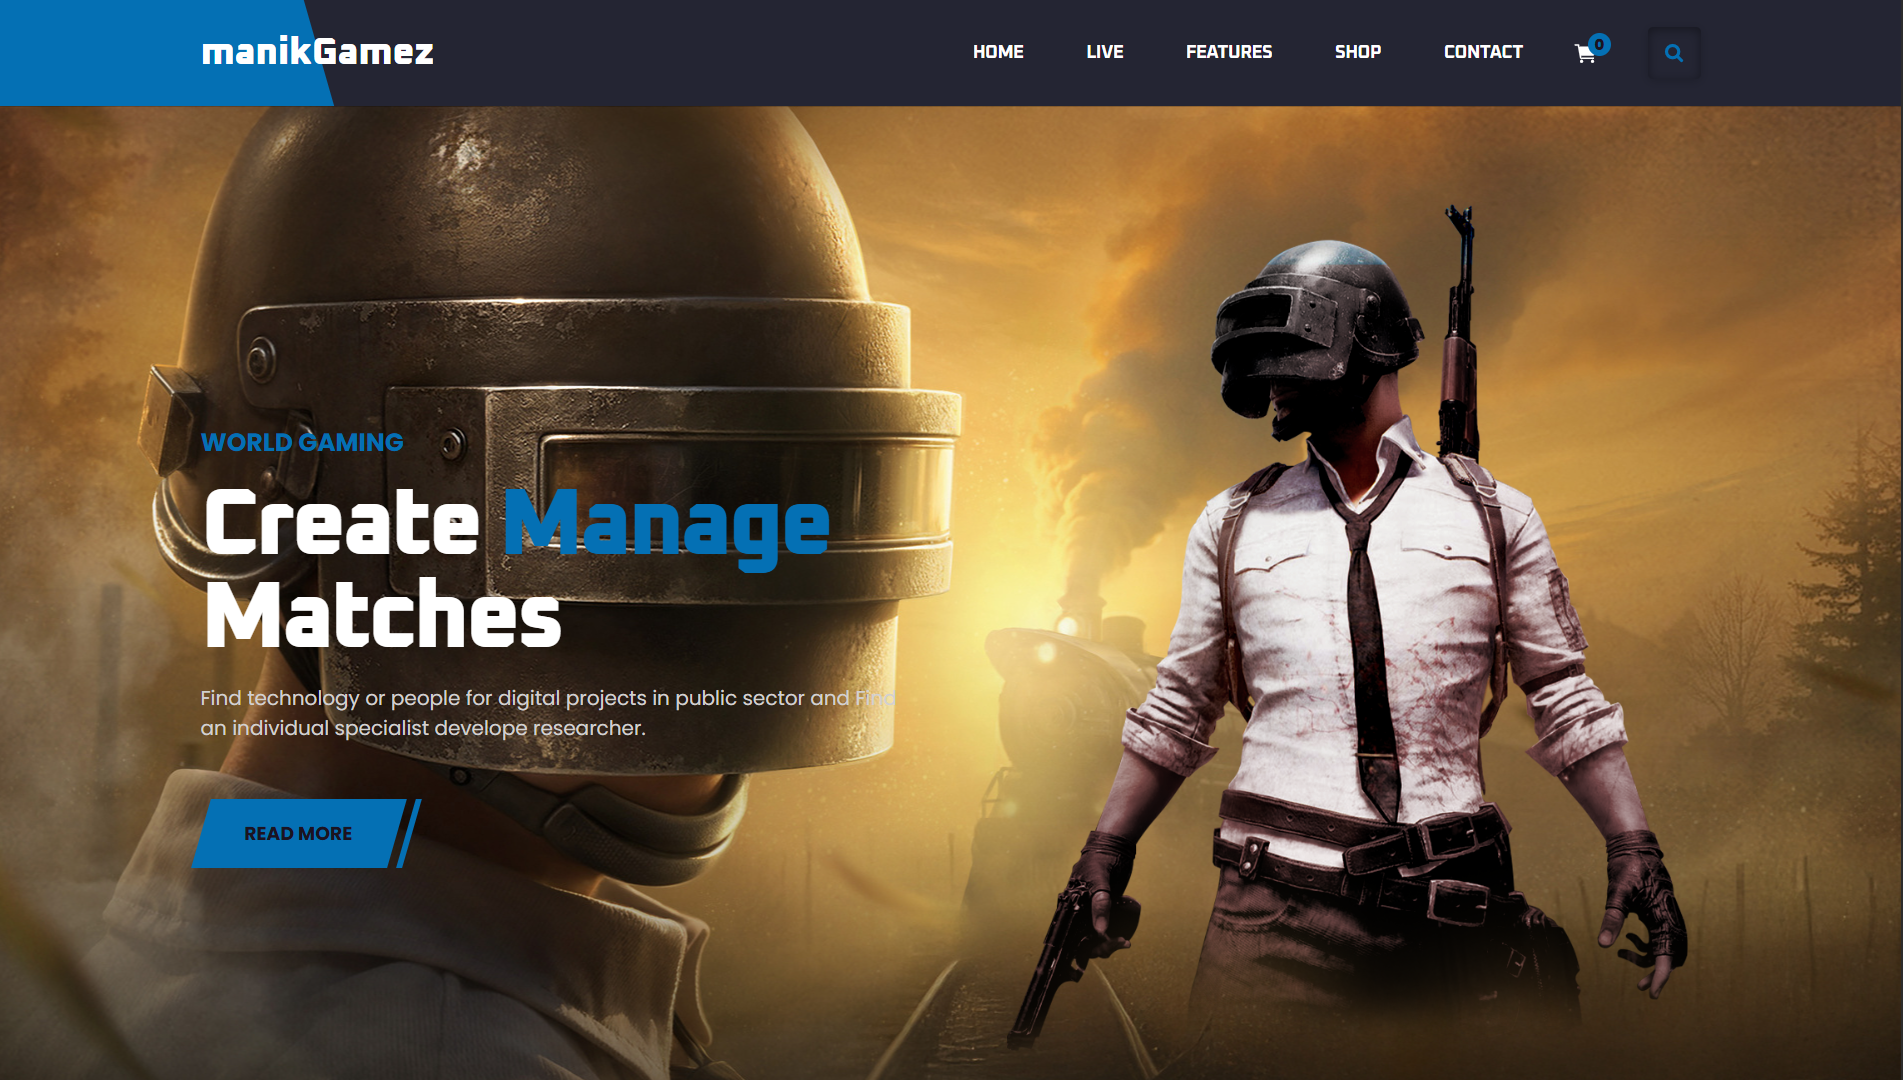 manikGamez
HOME LIVE FEATURES SHOP CONTACT 0
WORLD GAMING
Create Manage
Matches
Find technology or people for digital projects in public sector and Find
an individual specialist develope researcher.
READ MORE